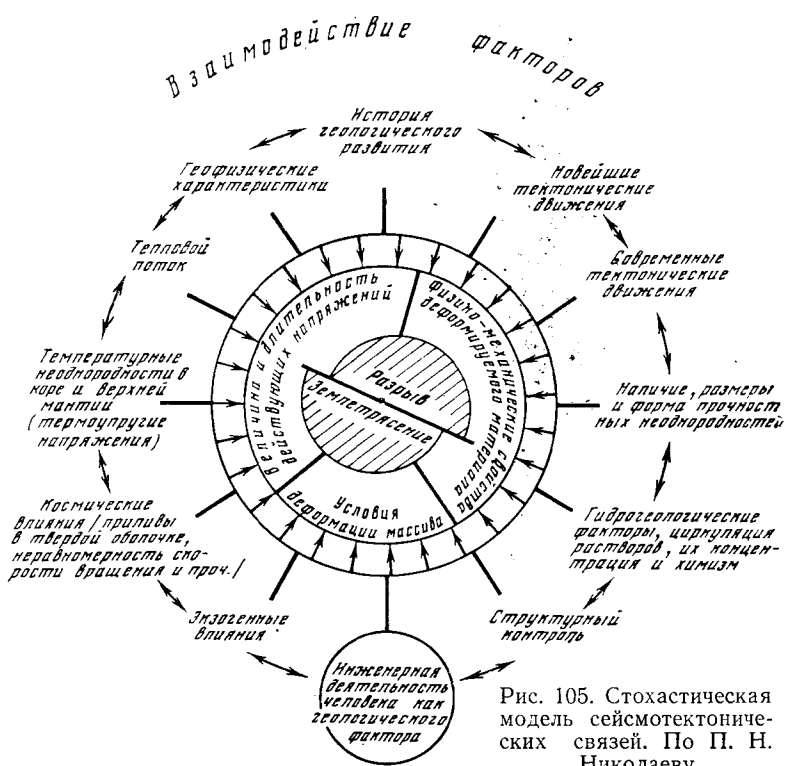 Взаимодействие факторов
История
геологического
развития
Геофизические
характеристики
Новейшие
тектонические
движения
Тепловой
поток
Современные
тектонические
движения
Величина и длительность
действующих напряжений
Физико-механические свойства
деформируемого материала
Разрыв
Землетрясение
Температурные
неоднородности в
коре и верхней
мантии
(термоупругие
напряжения)
Наличие, размеры
и форма прочност
ных неоднородностей
Условия
деформации массива
Космические
влияния /приливы
в твердой оболочке,
неравномерность ско-
рости вращения и проч./
Гидрогеологические
факторы, циркуляция
растворов, их концен-
трация и химизм
Экзогенные
влияния
Структурный
контроль
Инженерная
деятельность
человека как
геологического
фактора
Рис. 105. Стохастическая
модель сейсмотектониче-
ских связей. По П. Н.
Николаеву